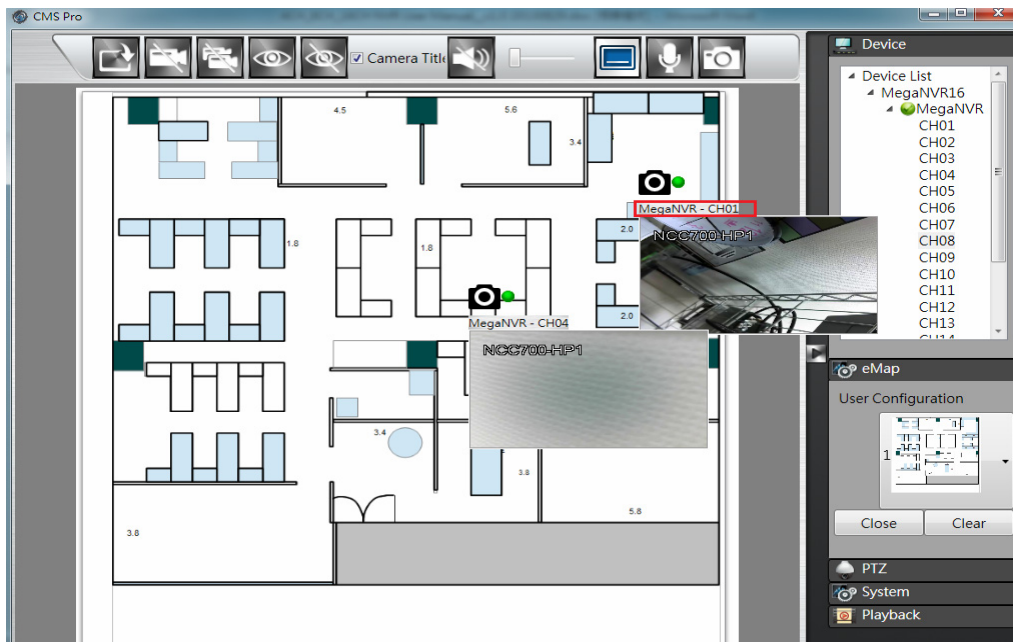 CMS Pro
Camera Title
Device
Device List
MegaNVR16
MegaNVR
CH01
CH02
CH03
CH04
CH05
CH06
CH07
CH08
CH09
CH10
CH11
CH12
CH13
CH14
4.5
5.6
3.4
MegaNVR - CH01
NCC700-HP1
1.8
1.8
2.0
2.0
MegaNVR - CH04
NCC700-HP1
3.4
3.8
5.8
3.8
eMap
User Configuration
1
Close
Clear
PTZ
System
Playback